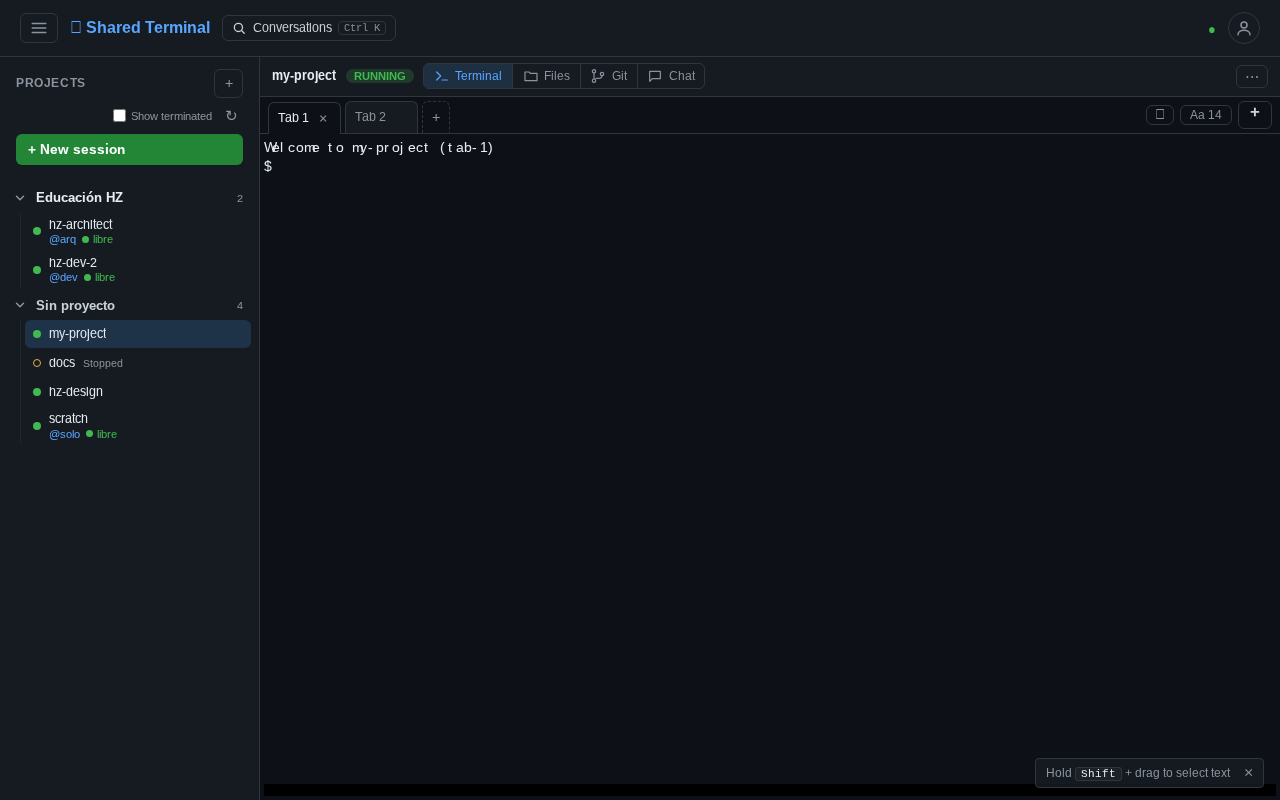 Shared Terminal
Conversations Ctrl K
PROJECTS
+
Show terminated
+ New session
Educación HZ 2
hz-architect
@arq libre
hz-dev-2
@dev libre
Sin proyecto 4
my-project
docs Stopped
hz-design
scratch
@solo libre
my-project RUNNING Terminal Files Git Chat ...
Tab 1 × Tab 2 + Aa 14 +
Welcome to my-project (tab-1)
$
Hold Shift + drag to select text ×